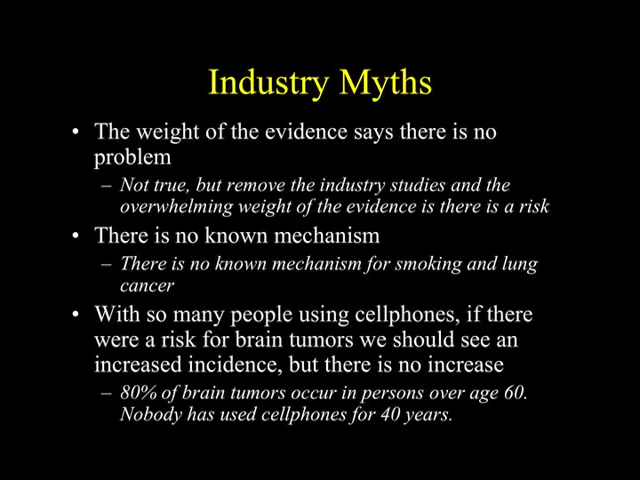 Industry Myths
• The weight of the evidence says there is no
problem
– Not true, but remove the industry studies and the
overwhelming weight of the evidence is there is a risk
• There is no known mechanism
– There is no known mechanism for smoking and lung
cancer
• With so many people using cellphones, if there
were a risk for brain tumors we should see an
increased incidence, but there is no increase
– 80% of brain tumors occur in persons over age 60.
Nobody has used cellphones for 40 years.